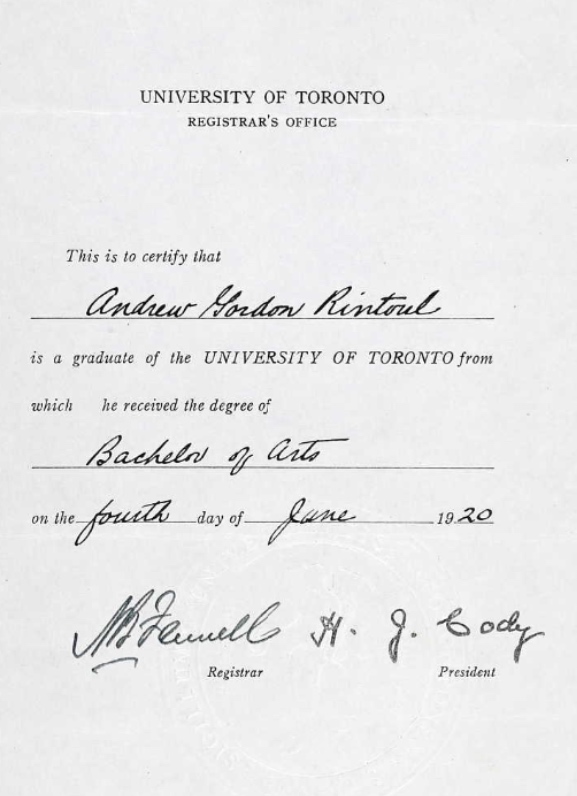 UNIVERSITY OF TORONTO
REGISTRAR'S OFFICE
This is to certify that
Andrew Gordon Rintoul
is a graduate of the UNIVERSITY OF TORONTO from
which he received the degree of
Bachelor of Arts
on the fourth day of June 1920
H. J. Cody
Registrar President